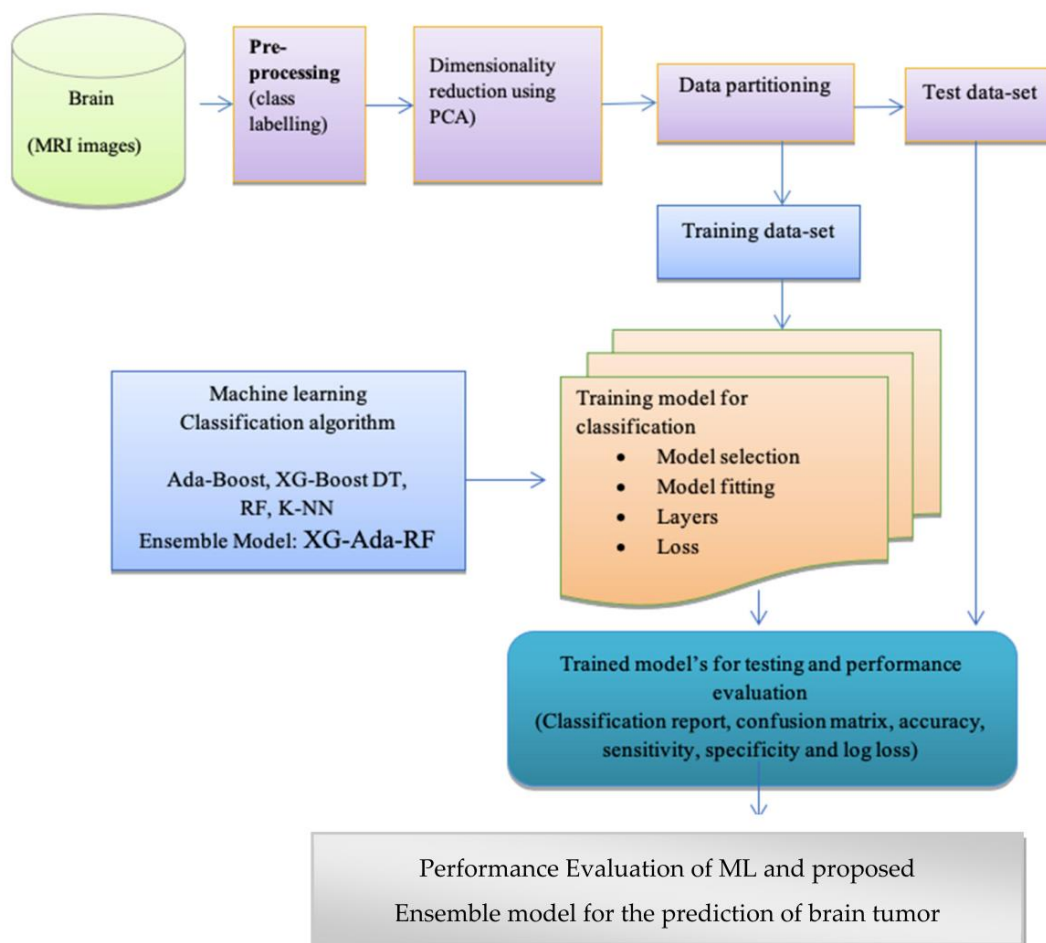 Brain
(MRI images)
Pre-
processing
(class
labelling)
Dimensionality
reduction using
PCA)
Data partitioning
Test data-set
Training data-set
Machine learning
Classification algorithm
Ada-Boost, XG-Boost DT,
RF, K-NN
Ensemble Model: XG-Ada-RF
Training model for
classification
• Model selection
• Model fitting
• Layers
• Loss
Trained model's for testing and performance
evaluation
(Classification report, confusion matrix, accuracy,
sensitivity, specificity and log loss)
Performance Evaluation of ML and proposed
Ensemble model for the prediction of brain tumor